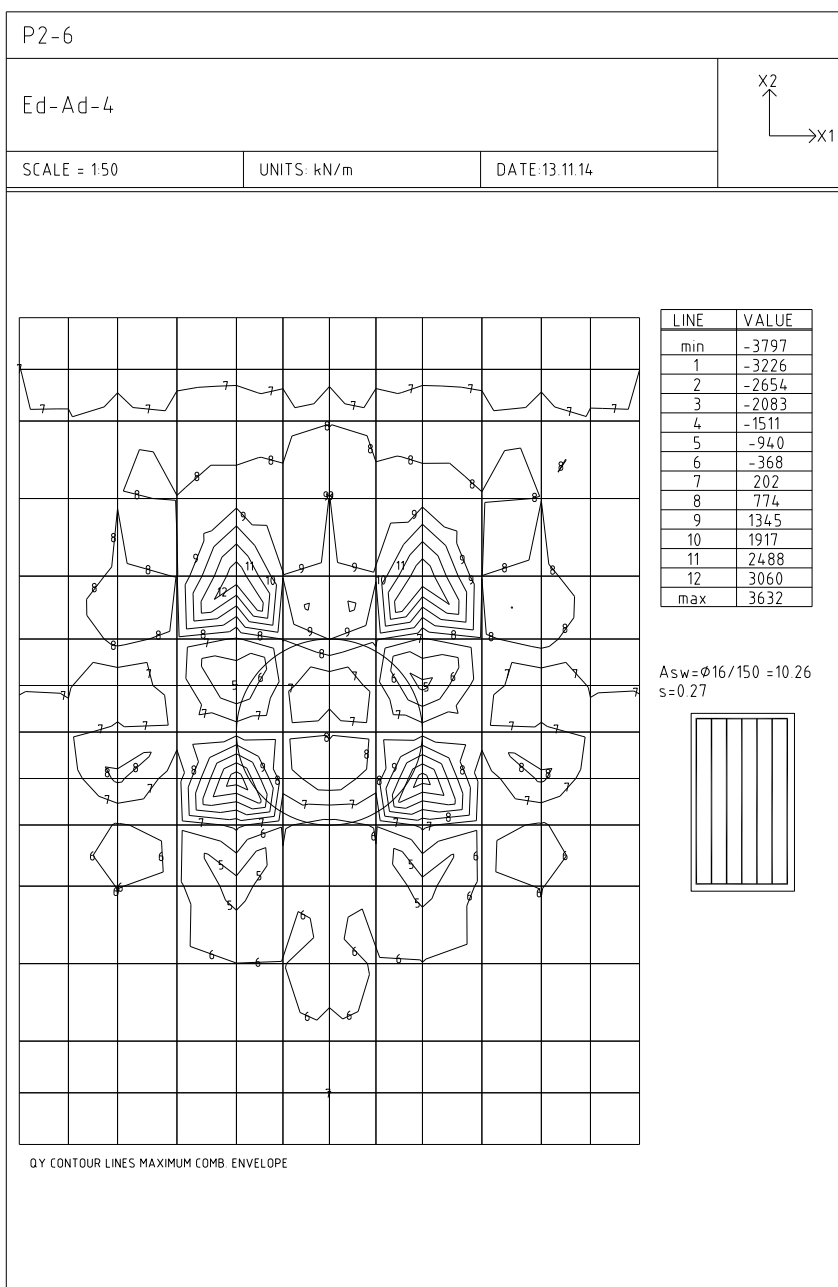 P2-6
Ed-Ad-4
X2
X1
SCALE = 1:50 UNITS: kN/m DATE:13.11.14
LINE VALUE
min -3797
1 -3226
2 -2654
3 -2083
4 -1511
5 -940
6 -368
7 202
8 774
9 1345
10 1917
11 2488
12 3060
max 3632
Asw=Φ16/150 =10.26
s=0.27
QY CONTOUR LINES MAXIMUM COMB. ENVELOPE